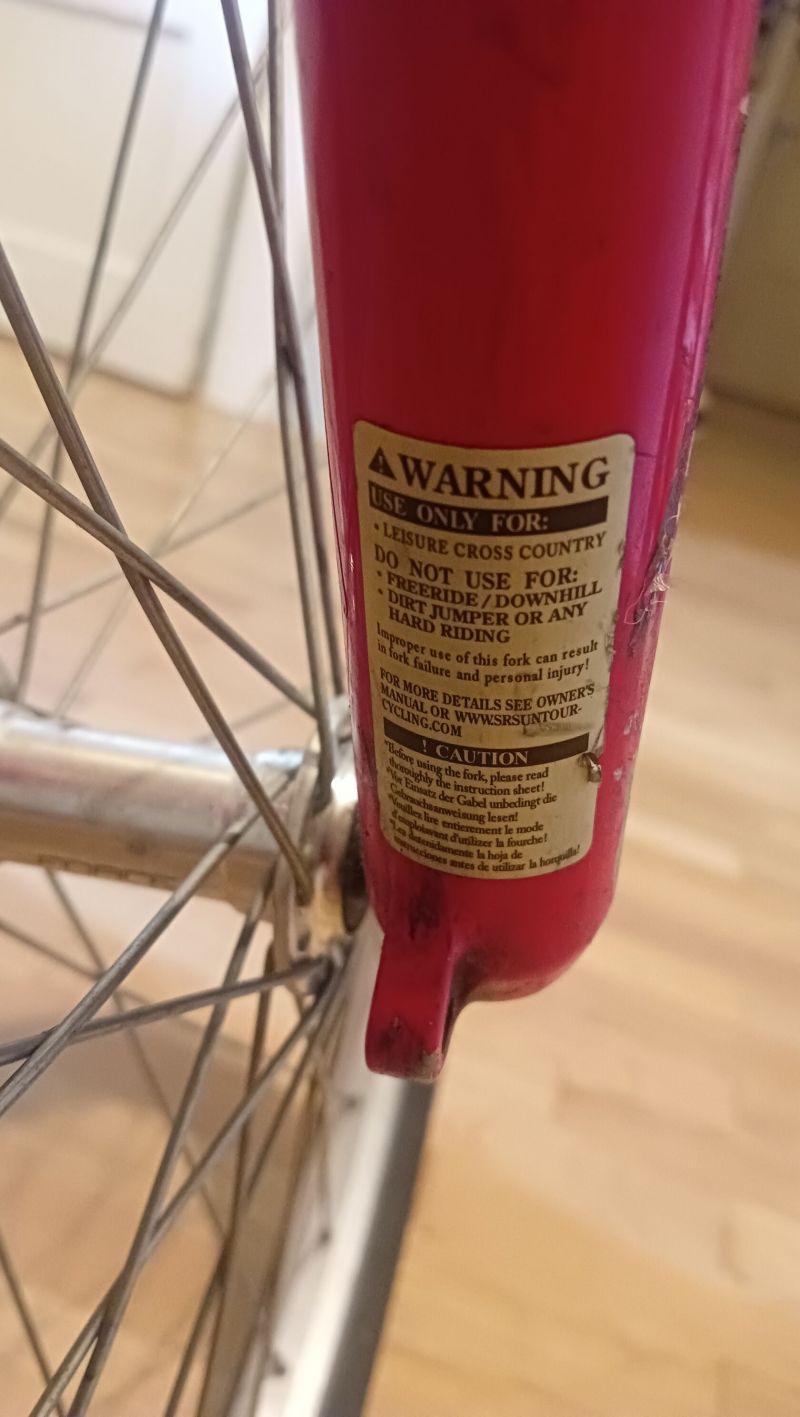 WARNING
USE ONLY FOR:
• LEISURE CROSS COUNTRY
DO NOT USE FOR:
• FREERIDE / DOWNHILL
• DIRT JUMPER OR ANY
HARD RIDING
Improper use of this fork can result
in fork failure and personal injury!
FOR MORE DETAILS SEE OWNER'S
MANUAL OR WWW.SRSUNTOUR-
CYCLING.COM
! CAUTION
*Before using the fork, please read
thoroughly the instruction sheet!
*Vor Einsatz der Gabel unbedingt die
Gebrauchsanweisung lesen!
*Veuillez lire entierement le mode
d'emploi avant d'utilizer la fourche!
*Lea detenidamente la hoja de
instrucciones antes de utilizar la horquilla!